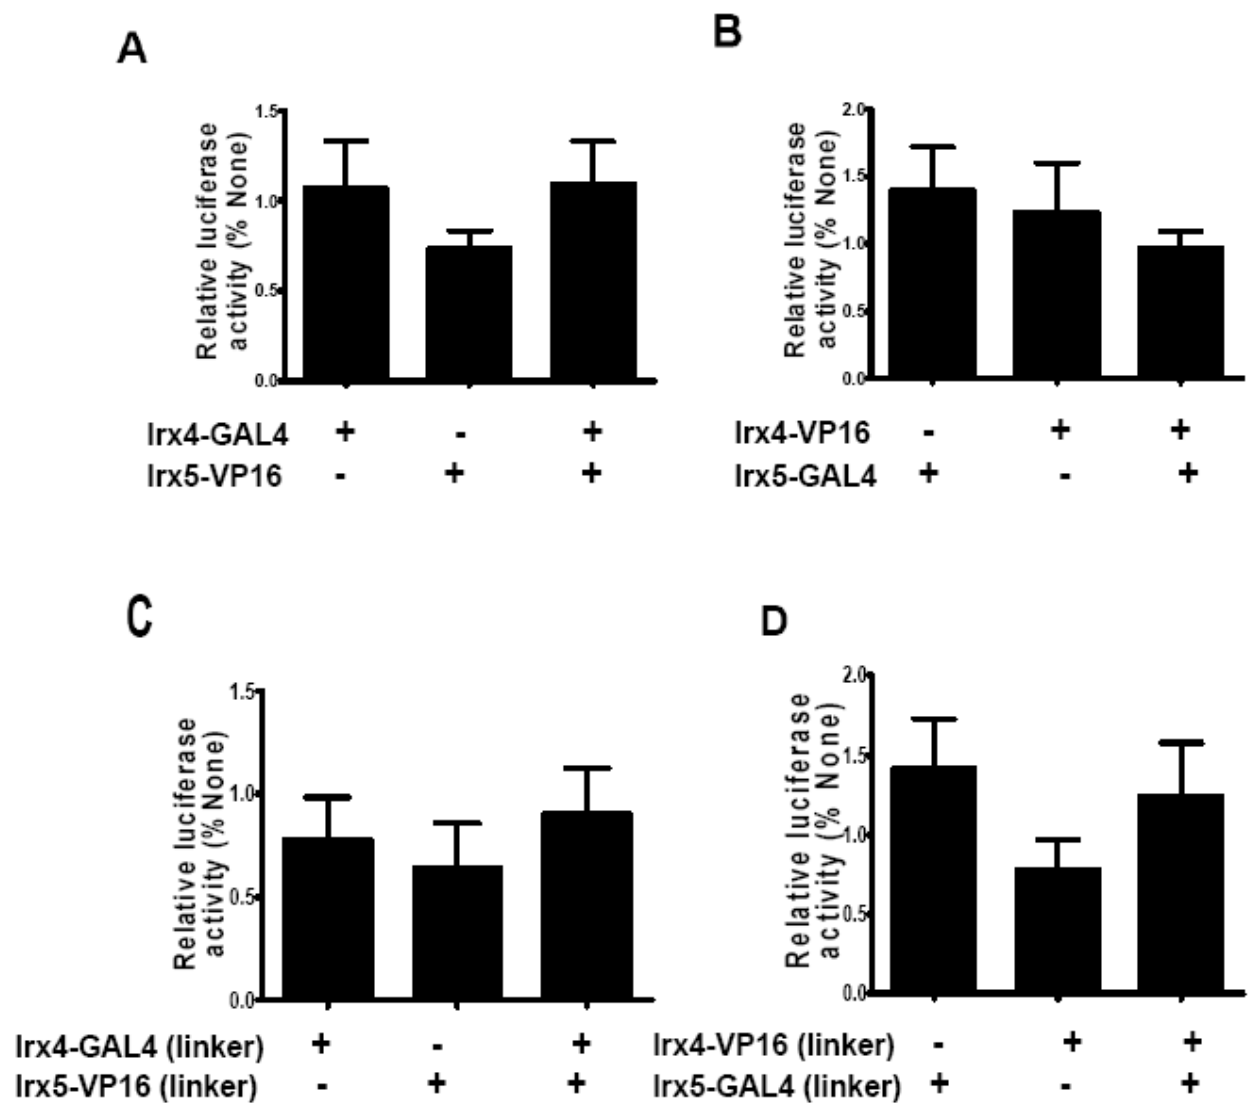 A
Relative luciferase
activity (% None)
1.5
1.0
0.5
0.0
Irx4-GAL4 + - +
Irx5-VP16 - + +
B
Relative luciferase
activity (% None)
2.0
1.5
1.0
0.5
0.0
Irx4-VP16 - + +
Irx5-GAL4 + - +
C
Relative luciferase
activity (% None)
1.5
1.0
0.5
0.0
Irx4-GAL4 (linker) + - +
Irx5-VP16 (linker) - + +
D
Relative luciferase
activity (% None)
2.0
1.5
1.0
0.5
0.0
Irx4-VP16 (linker) - + +
Irx5-GAL4 (linker) + - +